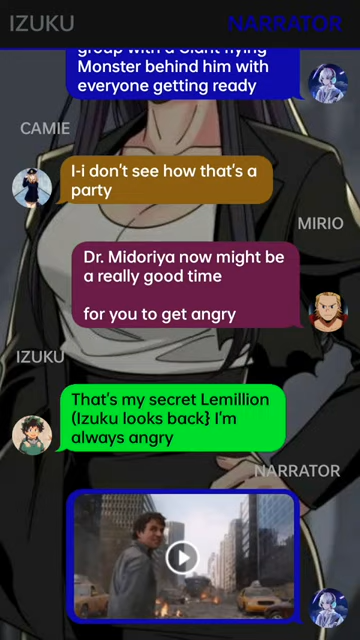 IZUKU
NARRATOR
group with a Giant flying
Monster behind him with
everyone getting ready
CAMIE
I-i don't see how that's a
party
MIRIO
Dr. Midoriya now might be
a really good time
for you to get angry
IZUKU
That's my secret Lemillion
(Izuku looks back} I'm
always angry
NARRATOR